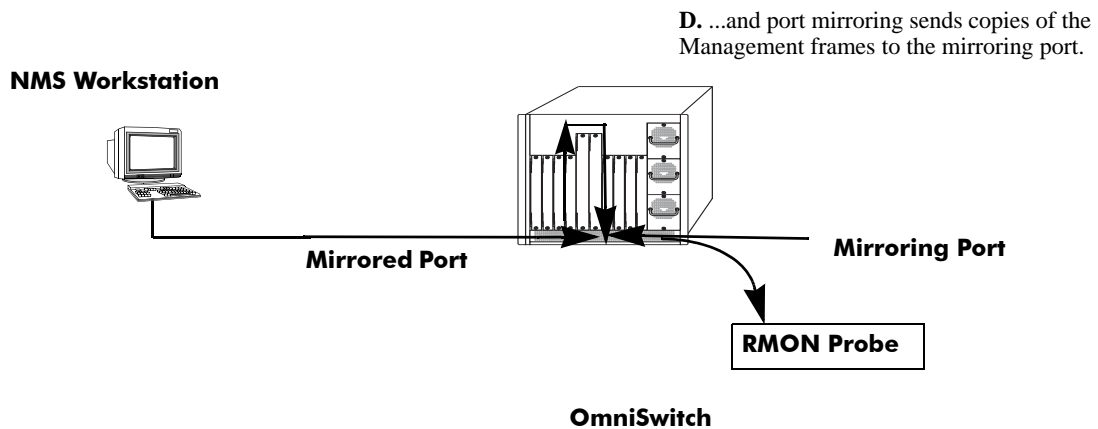 D. ...and port mirroring sends copies of the
Management frames to the mirroring port.
NMS Workstation
Mirrored Port
Mirroring Port
RMON Probe
OmniSwitch